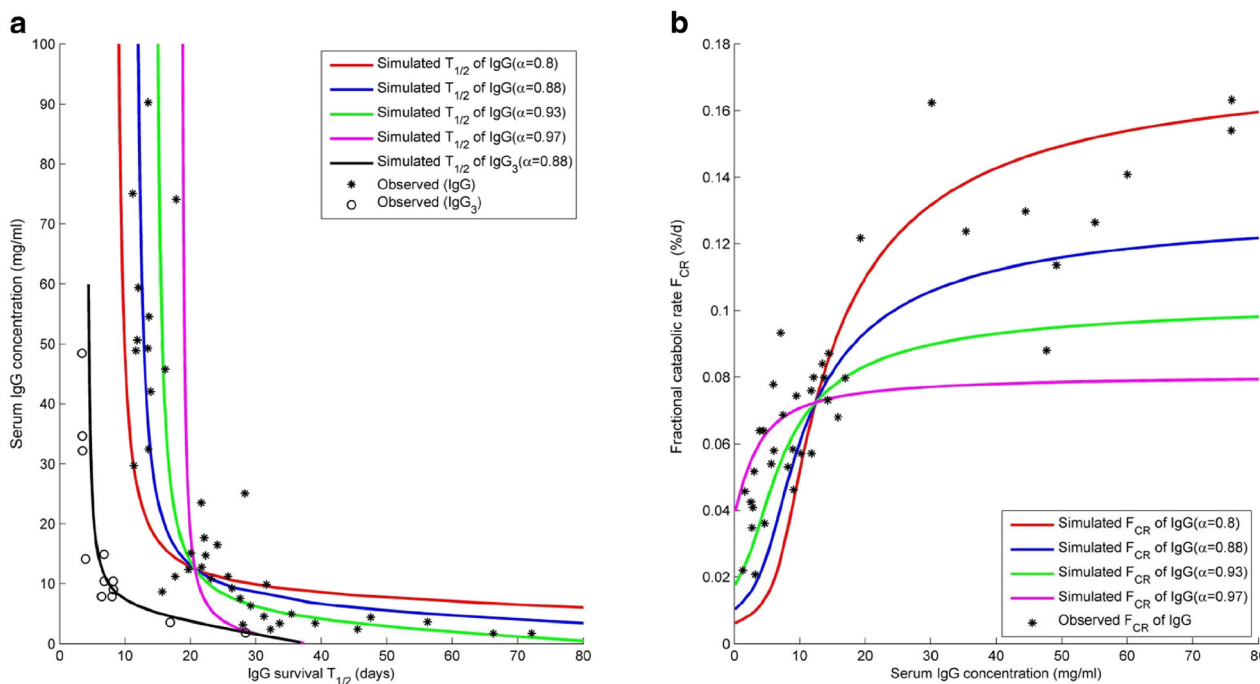 a
100
90
80
70
60
50
40
30
20
10
0
0 10 20 30 40 50 60 70 80
Serum IgG concentration (mg/ml)
IgG survival T1/2 (days)
Simulated T1/2 of IgG(α=0.8)
Simulated T1/2 of IgG(α=0.88)
Simulated T1/2 of IgG(α=0.93)
Simulated T1/2 of IgG(α=0.97)
Simulated T1/2 of IgG3(α=0.88)
Observed (IgG)
Observed (IgG3)
b
0.18
0.16
0.14
0.12
0.1
0.08
0.06
0.04
0.02
0
0 10 20 30 40 50 60 70 80
Fractional catabolic rate FCR (%/d)
Serum IgG concentration (mg/ml)
Simulated FCR of IgG(α=0.8)
Simulated FCR of IgG(α=0.88)
Simulated FCR of IgG(α=0.93)
Simulated FCR of IgG(α=0.97)
Observed FCR of IgG